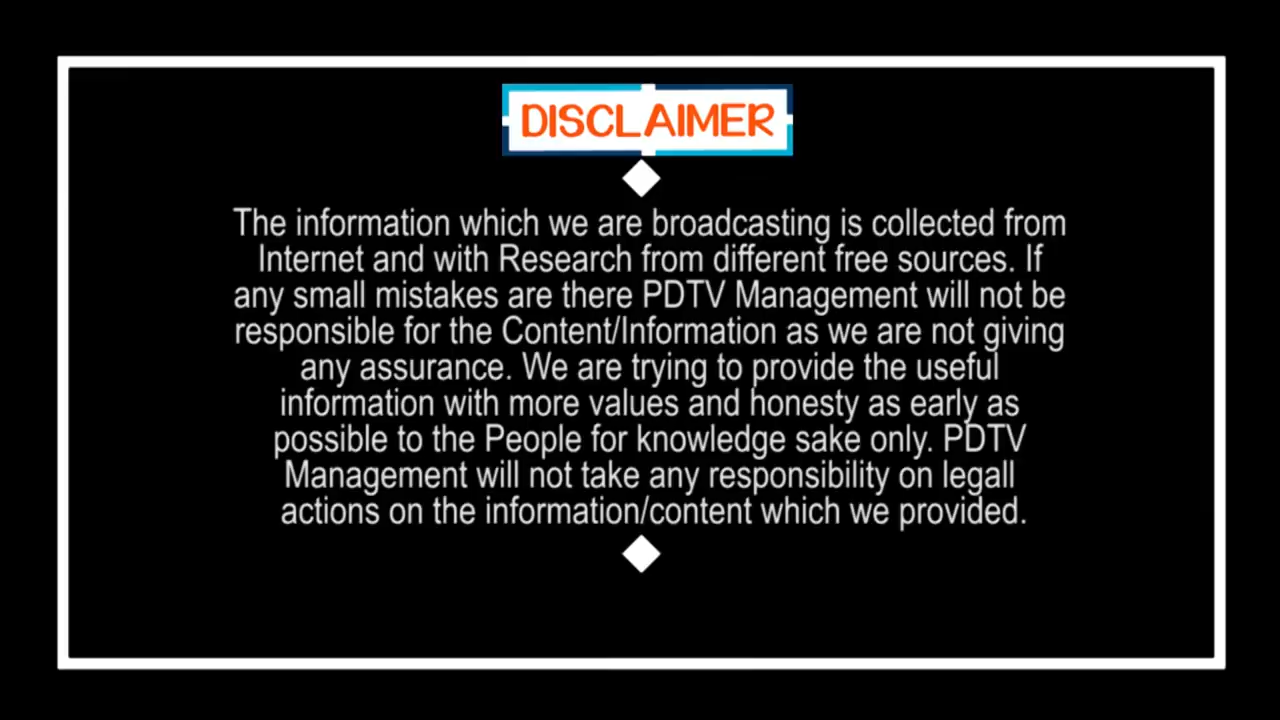 DISCLAIMER
The information which we are broadcasting is collected from
Internet and with Research from different free sources. If
any small mistakes are there PDTV Management will not be
responsible for the Content/Information as we are not giving
any assurance. We are trying to provide the useful
information with more values and honesty as early as
possible to the People for knowledge sake only. PDTV
Management will not take any responsibility on legall
actions on the information/content which we provided.